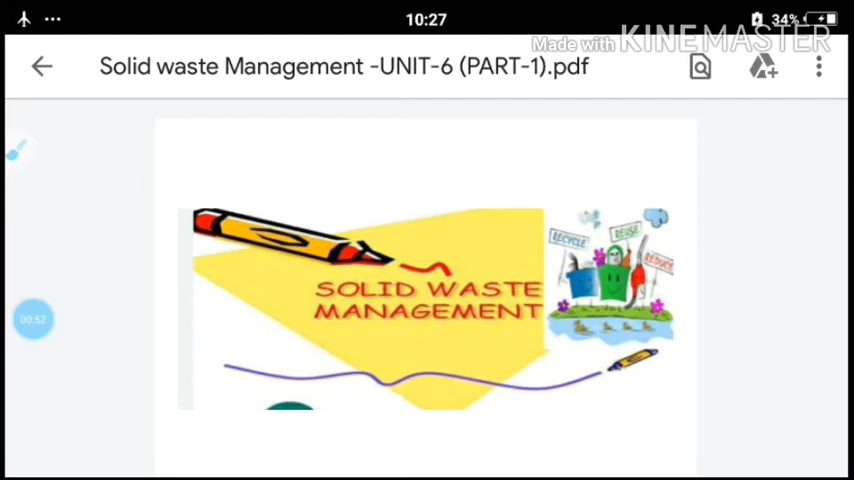 10:27
34%
Made with KINEMASTER
Solid waste Management -UNIT-6 (PART-1).pdf
RECYCLE
REUSE
REDUCE
SOLID WASTE
MANAGEMENT
00:52